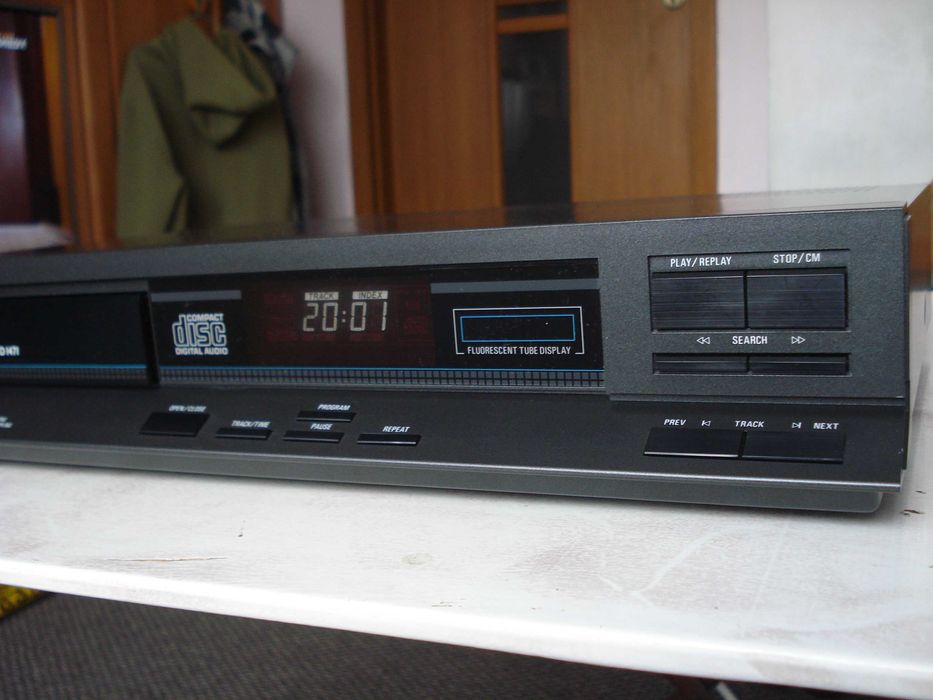 TRACK INDEX
20:01
COMPACT
disc
DIGITAL AUDIO
D1471
FLUORESCENT TUBE DISPLAY
PLAY/REPLAY STOP/CM
SEARCH
OPEN/CLOSE
TRACK/TIME
PROGRAM
PAUSE
REPEAT
PREV TRACK NEXT